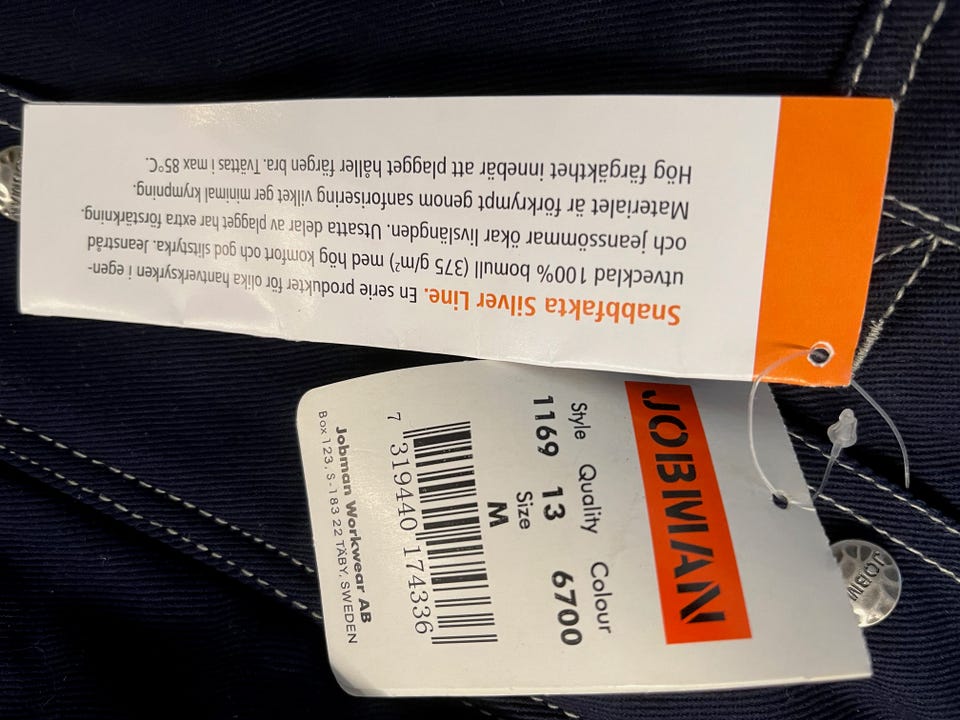 Snabbfakta Silver Line. En serie produkter för olika hantverksyrken i egen-
utvecklad 100% bomull (375 g/m²) med hög komfort och god slitstyrka. Jeanstråd
och jeanssömmar ökar livslängden. Utsatta delar av plagget har extra förstärkning.
Materialet är förkrympt genom sanforisering vilket ger minimal krympning.
Hög färgäkthet innebär att plagget håller färgen bra. Tvättas i max 85°C.
JOBMAN
Style Quality Colour
1169 13 6700
Size
M
7 319440 174336
Jobman Workwear AB
Box 123, S-183 22 TÄBY, SWEDEN
JOBM